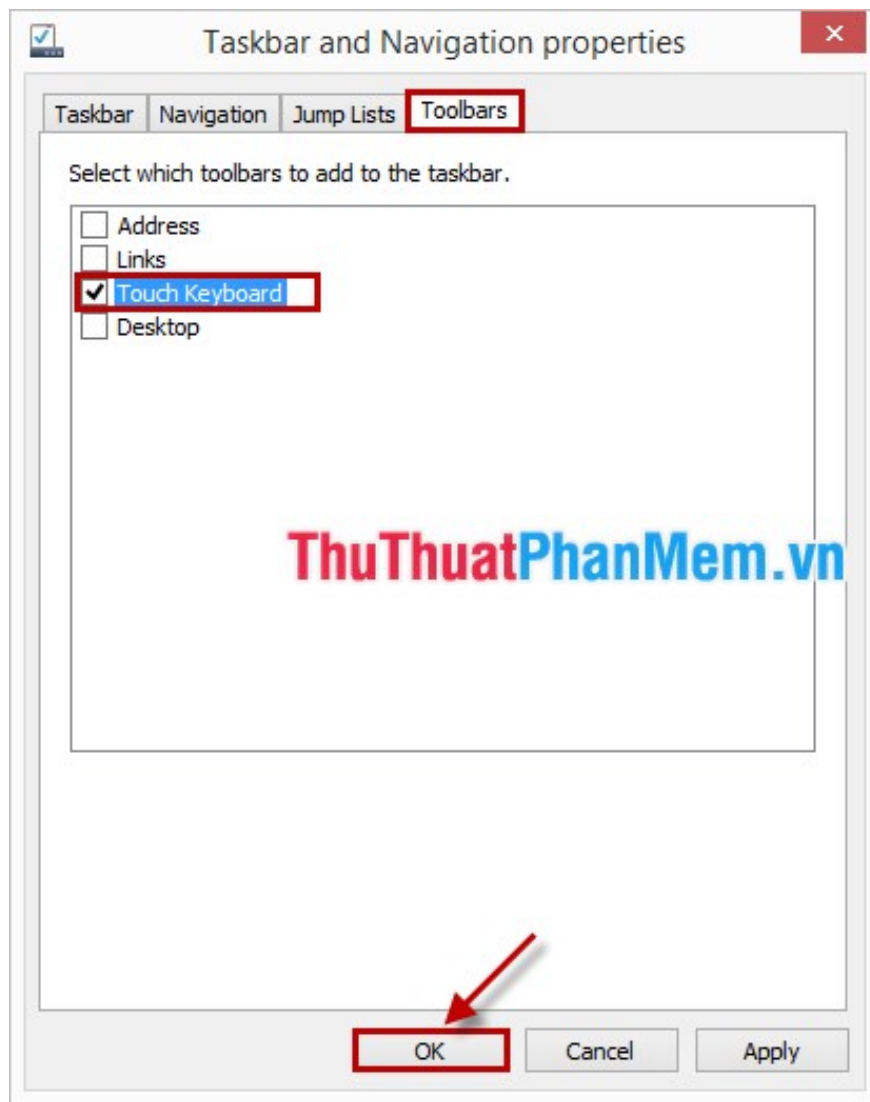 Taskbar and Navigation properties
Taskbar Navigation Jump Lists Toolbars
Select which toolbars to add to the taskbar.
Address
Links
Touch Keyboard
Desktop
ThuThuatPhanMem.vn
OK Cancel Apply